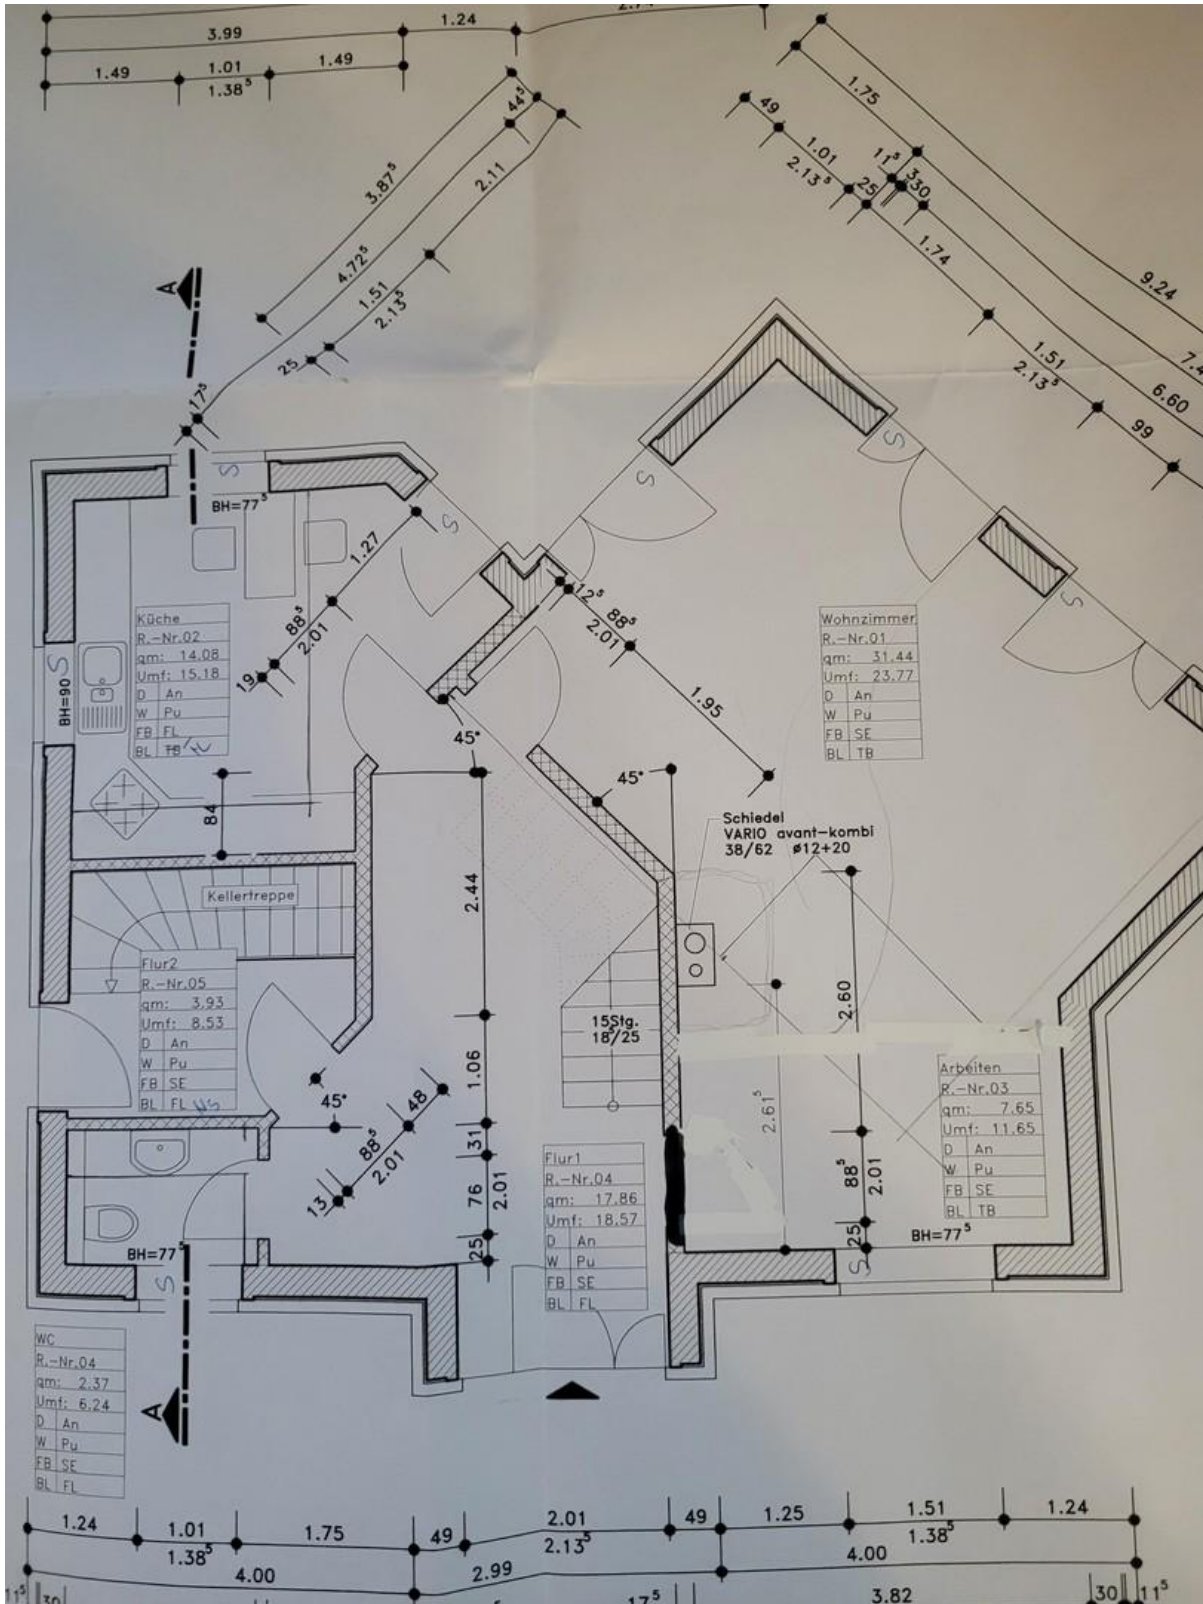 3.99
1.24
1.49
1.01
1.49
1.38⁵
1.75
49
1.01
2.13⁵
25
11⁵
3
30
9.24
1.74
7.4
6.60
1.51
2.13⁵
99
44⁵
3.87⁵
2.11
4.72⁵
1.51
2.13⁵
25
17⁵
A
S
BH=77⁵
S
S
S
S
1.27
88⁵
2.01
19
12⁵
88⁵
2.01
1.95
Küche
R.-Nr.02
qm: 14.08
Umf: 15.18
D An
W Pu
FB FL
BL TB FL
S
BH=90
Wohnzimmer
R.-Nr.01
qm: 31.44
Umf: 23.77
D An
W Pu
FB SE
BL TB
45°
45°
84
Schiedel
VARIO avant-kombi
38/62 ø12+20
2.44
Kellertreppe
Flur2
R.-Nr.05
qm: 3.93
Umf: 8.53
D An
W Pu
FB SE
BL FL
2.60
15Stg.
18⁵/25
1.06
45°
48
88⁵
2.01
13
31
76
2.01
25
2.61⁵
88⁵
2.01
25
Arbeiten
R.-Nr.03
qm: 7.65
Umf: 11.65
D An
W Pu
FB SE
BL TB
BH=77⁵
S
Flur1
R.-Nr.04
qm: 17.86
Umf: 18.57
D An
W Pu
FB SE
BL FL
BH=77⁵
S
WC
R.-Nr.04
qm: 2.37
Umf: 6.24
D An
W Pu
FB SE
BL FL
A
1.24
1.01
1.38⁵
1.75
49
2.01
2.13⁵
49
1.25
1.51
1.38⁵
1.24
4.00
2.99
4.00
11⁵
30
17⁵
3.82
30
11⁵